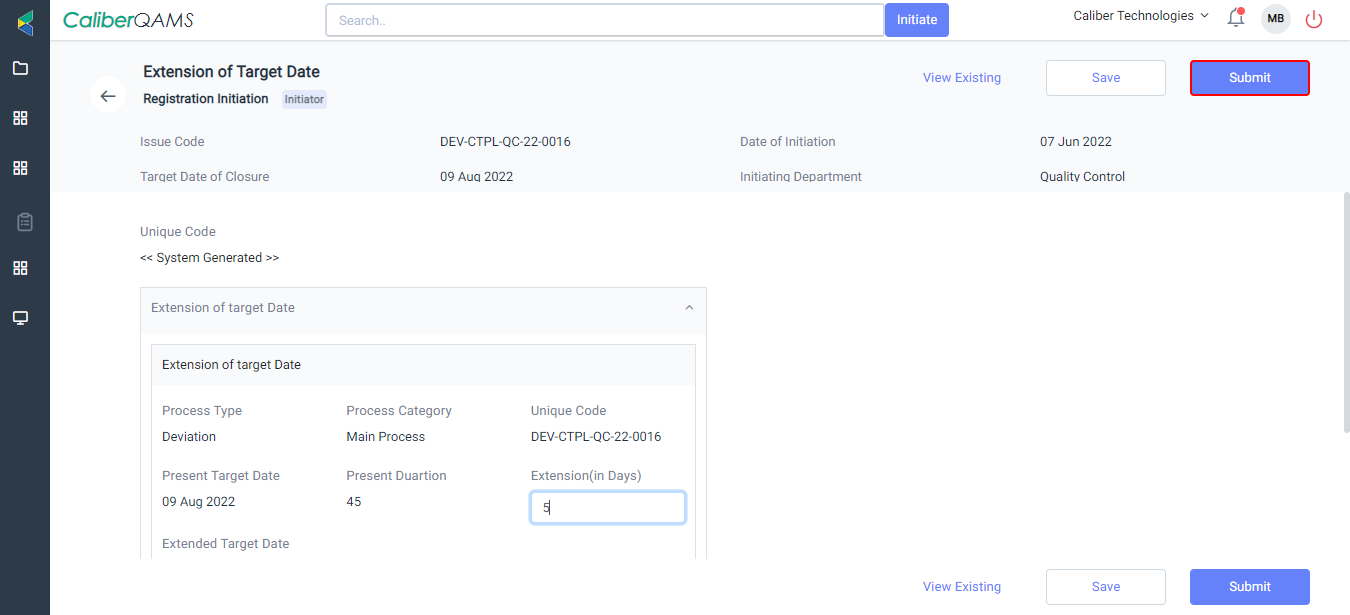 CaliberQAMS
Search..
Initiate
Caliber Technologies
MB
Extension of Target Date
Registration Initiation Initiator
View Existing
Save
Submit
Issue Code DEV-CTPL-QC-22-0016 Date of Initiation 07 Jun 2022
Target Date of Closure 09 Aug 2022 Initiating Department Quality Control
Unique Code
<< System Generated >>
Extension of target Date
Extension of target Date
Process Type Process Category Unique Code
Deviation Main Process DEV-CTPL-QC-22-0016
Present Target Date Present Duartion Extension(in Days)
09 Aug 2022 45 5
Extended Target Date
View Existing Save Submit